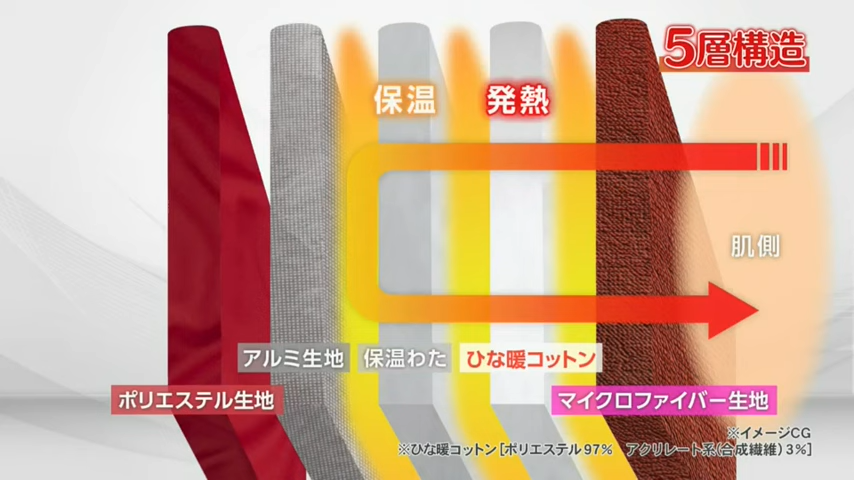 5層構造
保温
発熱
肌側
アルミ生地
保温わた
ひな暖コットン
ポリエステル生地
マイクロファイバー生地
※イメージCG
※ひな暖コットン[ポリエステル97% アクリレート系(合成繊維)3%]